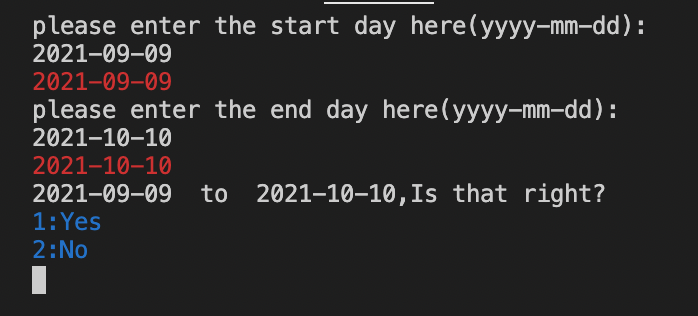 please enter the start day here(yyyy-mm-dd):
2021-09-09
2021-09-09
please enter the end day here(yyyy-mm-dd):
2021-10-10
2021-10-10
2021-09-09  to  2021-10-10,Is that right?
1:Yes
2:No